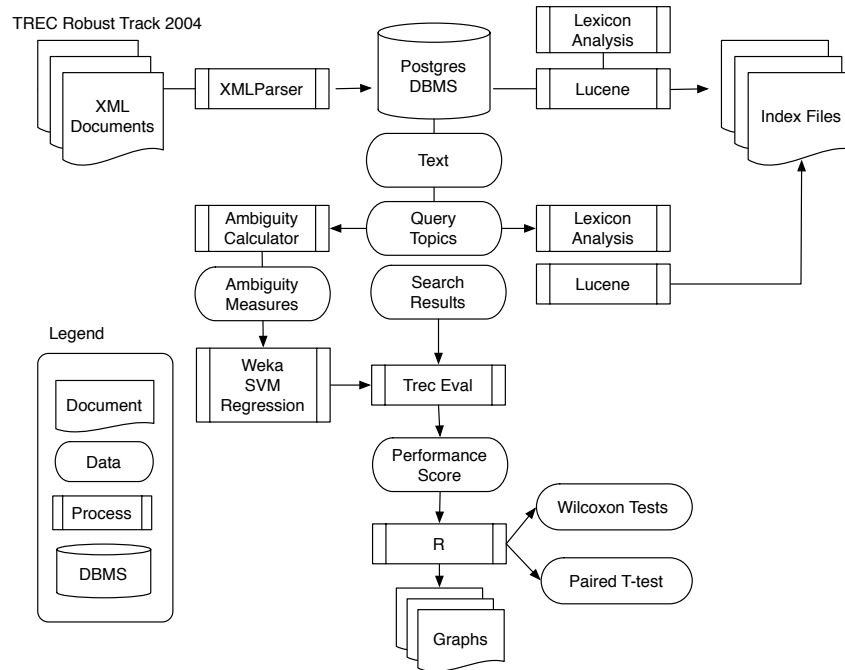 TREC Robust Track 2004
XML
Documents
XMLParser
Postgres
DBMS
Lexicon
Analysis
Lucene
Index Files
Text
Ambiguity
Calculator
Query
Topics
Lexicon
Analysis
Ambiguity
Measures
Search
Results
Lucene
Legend
Document
Data
Process
DBMS
Weka
SVM
Regression
Trec Eval
Performance
Score
R
Wilcoxon Tests
Paired T-test
Graphs